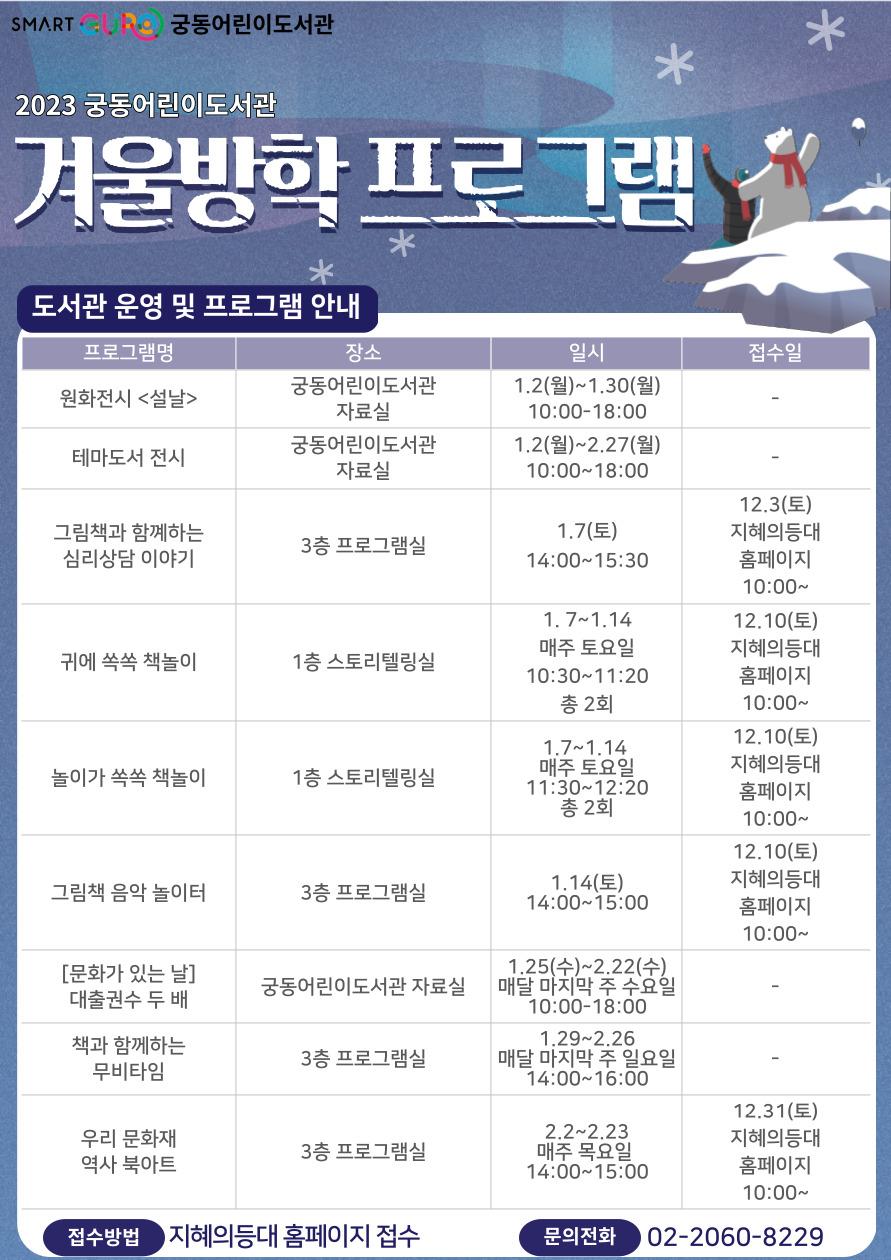 SMART GURO 궁동어린이도서관
2023 궁동어린이도서관
겨울방학 프로그램
도서관 운영 및 프로그램 안내
프로그램명 장소 일시 접수일
원화전시 <설날>
궁동어린이도서관
자료실
1.2(월)~1.30(월)
10:00-18:00
-
테마도서 전시
궁동어린이도서관
자료실
1.2(월)~2.27(월)
10:00~18:00
-
그림책과 함꼐하는
심리상담 이야기
3층 프로그램실
1.7(토)
14:00~15:30
12.3(토)
지혜의등대
홈페이지
10:00~
귀에 쏙쏙 책놀이
1층 스토리텔링실
1. 7~1.14
매주 토요일
10:30~11:20
총 2회
12.10(토)
지혜의등대
홈페이지
10:00~
놀이가 쏙쏙 책놀이
1층 스토리텔링실
1.7~1.14
매주 토요일
11:30~12:20
총 2회
12.10(토)
지혜의등대
홈페이지
10:00~
그림책 음악 놀이터
3층 프로그램실
1.14(토)
14:00~15:00
12.10(토)
지혜의등대
홈페이지
10:00~
[문화가 있는 날]
대출권수 두 배
궁동어린이도서관 자료실
1.25(수)~2.22(수)
매달 마지막 주 수요일
10:00-18:00
-
책과 함께하는
무비타임
3층 프로그램실
1.29~2.26
매달 마지막 주 일요일
14:00~16:00
-
우리 문화재
역사 북아트
3층 프로그램실
2.2~2.23
매주 목요일
14:00~15:00
12.31(토)
지혜의등대
홈페이지
10:00~
접수방법 지혜의등대 홈페이지 접수
문의전화 02-2060-8229